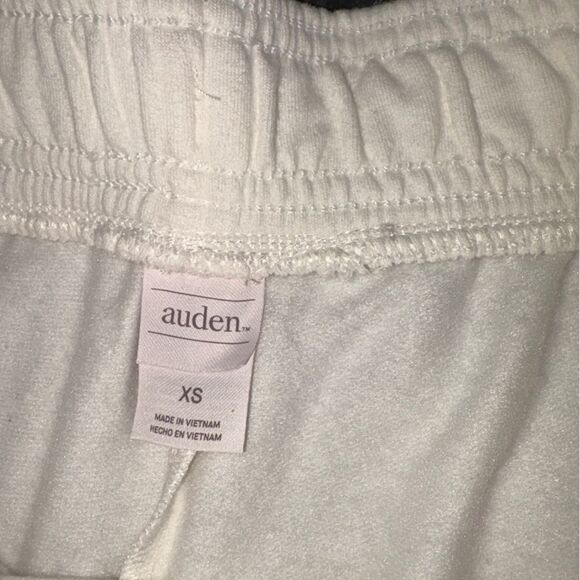 auden™
XS
MADE IN VIETNAM
HECHO EN VIETNAM